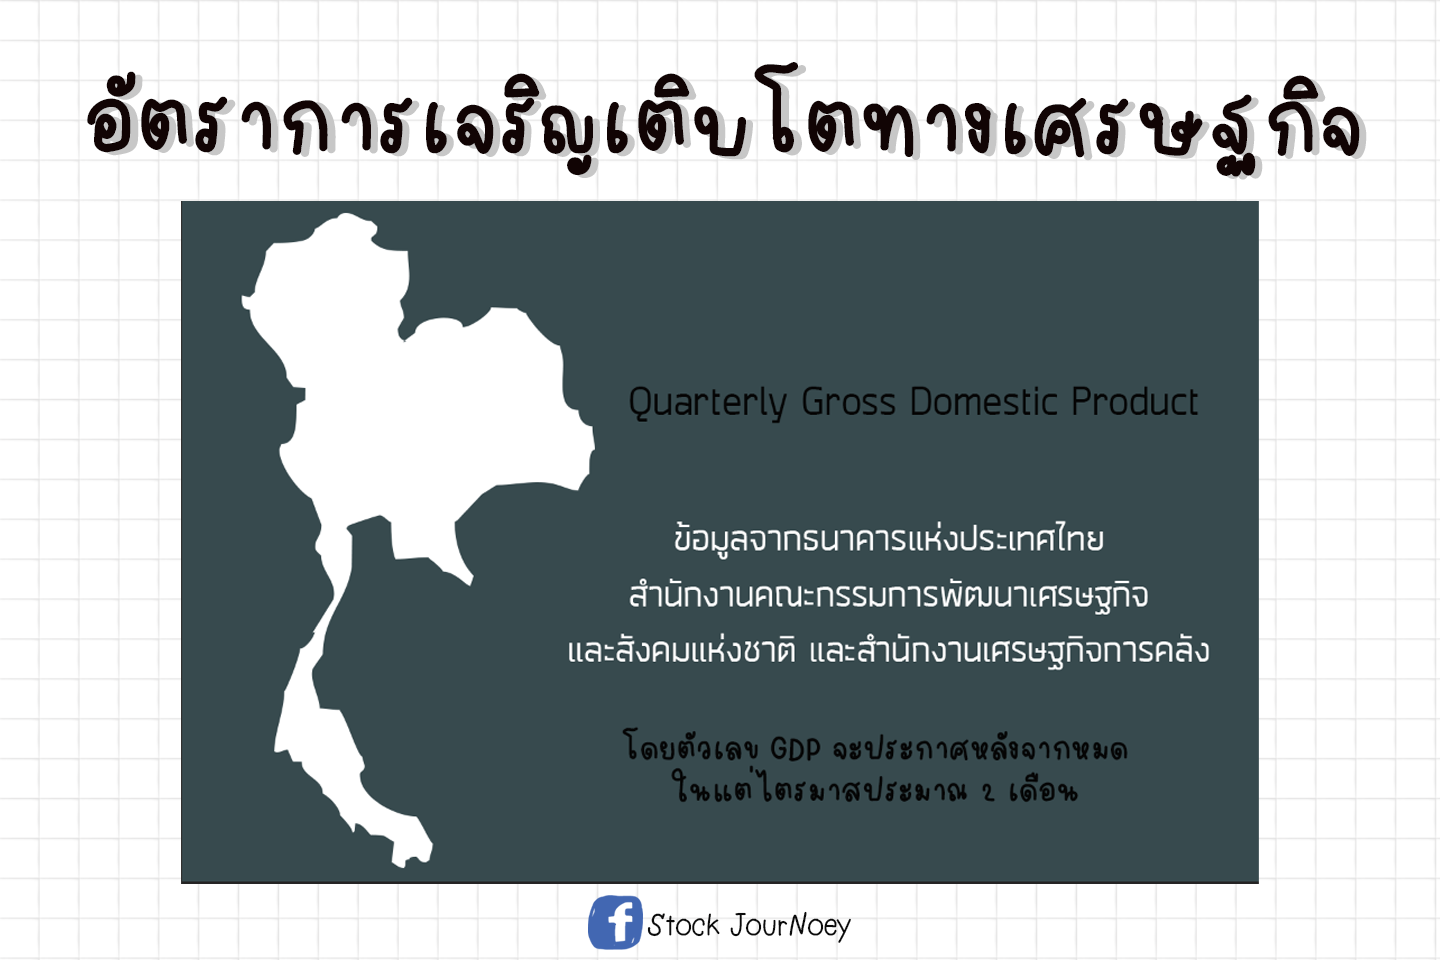 อัตราการเจริญเติบโตทางเศรษฐกิจ
Quarterly Gross Domestic Product
ข้อมูลจากธนาคารแห่งประเทศไทย
สำนักงานคณะกรรมการพัฒนาเศรษฐกิจ
และสังคมแห่งชาติ และสำนักงานเศรษฐกิจการคลัง
โดยตัวเลข GDP จะประกาศหลังจากหมด
ในแต่ไตรมาสประมาณ 2 เดือน
f Stock JourNoey